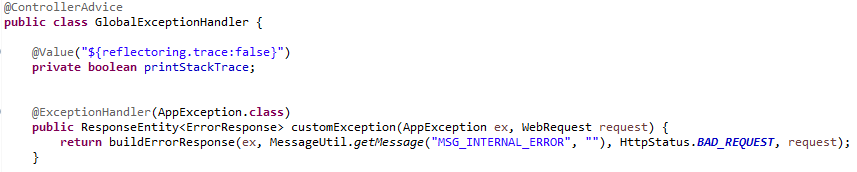 @ControllerAdvice
public class GlobalExceptionHandler {
@Value("${reflectoring.trace:false}")
private boolean printStackTrace;
@ExceptionHandler(AppException.class)
public ResponseEntity<ErrorResponse> customException(AppException ex, WebRequest request) {
return buildErrorResponse(ex, MessageUtil.getMessage("MSG_INTERNAL_ERROR", ""), HttpStatus.BAD_REQUEST, request);
}